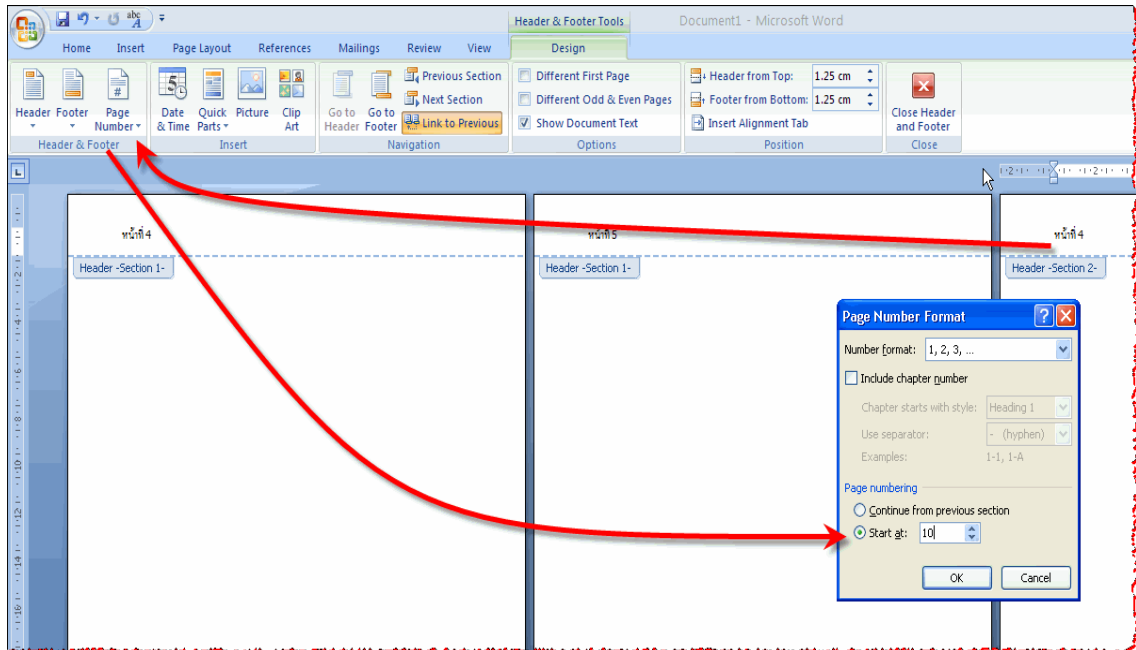 Header & Footer Tools
Document1 - Microsoft Word
Home Insert Page Layout References Mailings Review View Design
Header
Footer
Page Number
Header & Footer
Date & Time
Quick Parts
Picture
Clip Art
Insert
Go to Header
Go to Footer
Previous Section
Next Section
Link to Previous
Navigation
Different First Page
Different Odd & Even Pages
Show Document Text
Options
Header from Top: 1.25 cm
Footer from Bottom: 1.25 cm
Insert Alignment Tab
Position
Close Header and Footer
Close
หน้าที่ 4
หน้าที่ 5
หน้าที่ 4
Header -Section 1-
Header -Section 1-
Header -Section 2-
Page Number Format
Number format: 1, 2, 3, ...
Include chapter number
Chapter starts with style: Heading 1
Use separator: - (hyphen)
Examples: 1-1, 1-A
Page numbering
Continue from previous section
Start at: 10
OK Cancel